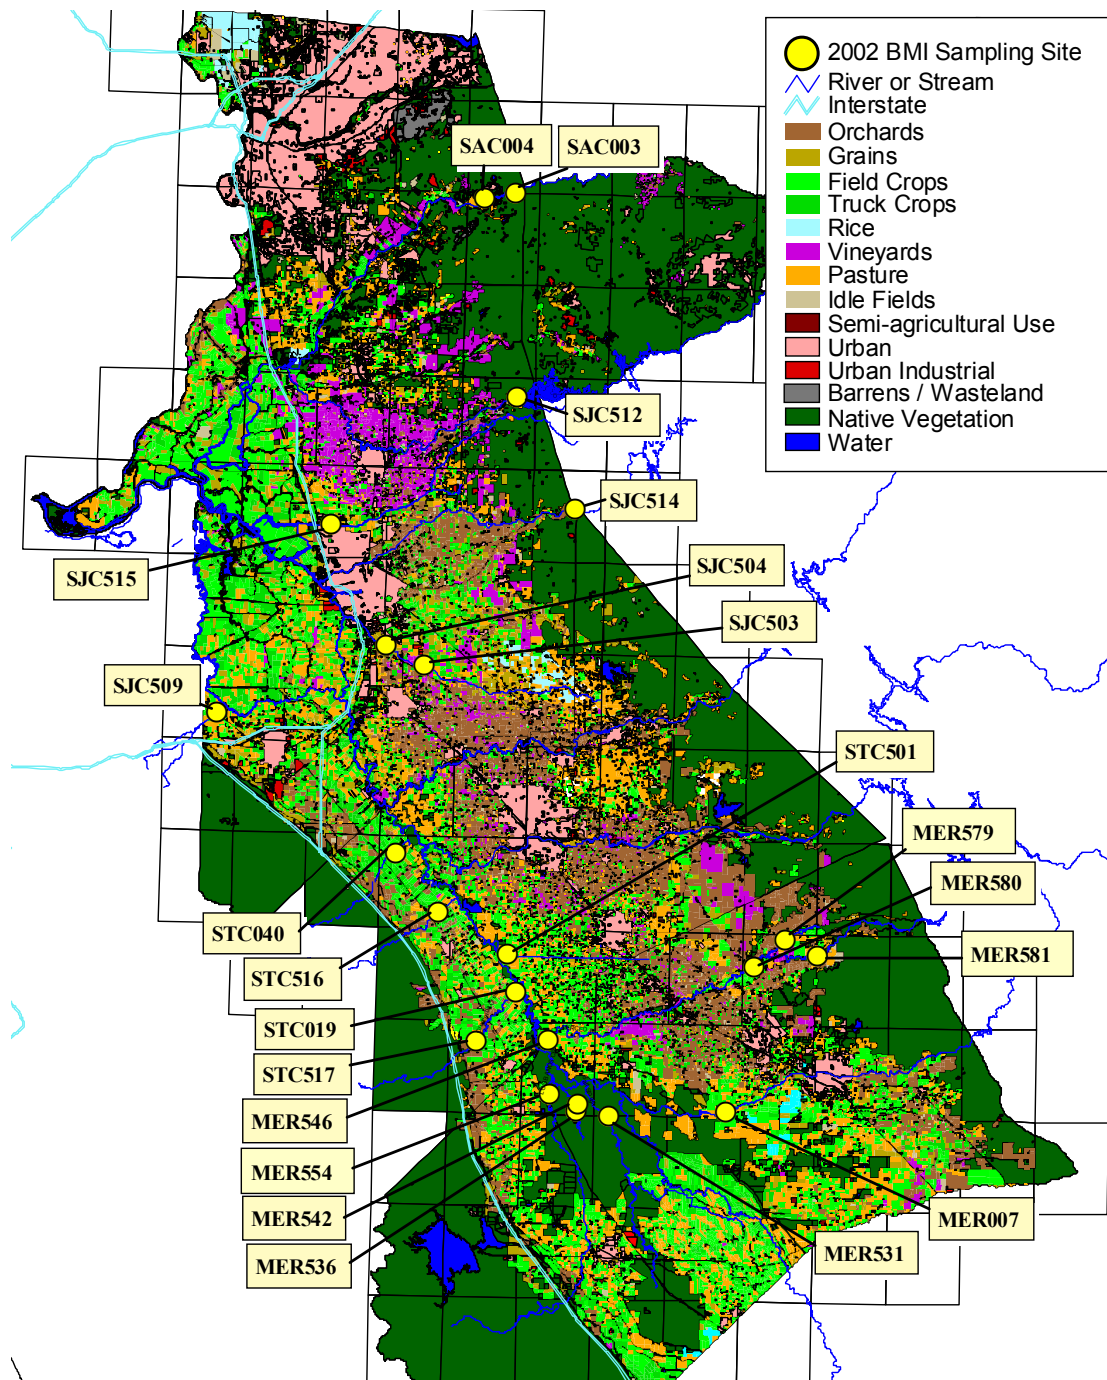 2002 BMI Sampling Site
River or Stream
Interstate
Orchards
Grains
Field Crops
Truck Crops
Rice
Vineyards
Pasture
Idle Fields
Semi-agricultural Use
Urban
Urban Industrial
Barrens / Wasteland
Native Vegetation
Water
SAC004
SAC003
SJC512
SJC514
SJC515
SJC504
SJC503
SJC509
STC501
MER579
MER580
STC040
MER581
STC516
STC019
STC517
MER546
MER554
MER542
MER007
MER531
MER536